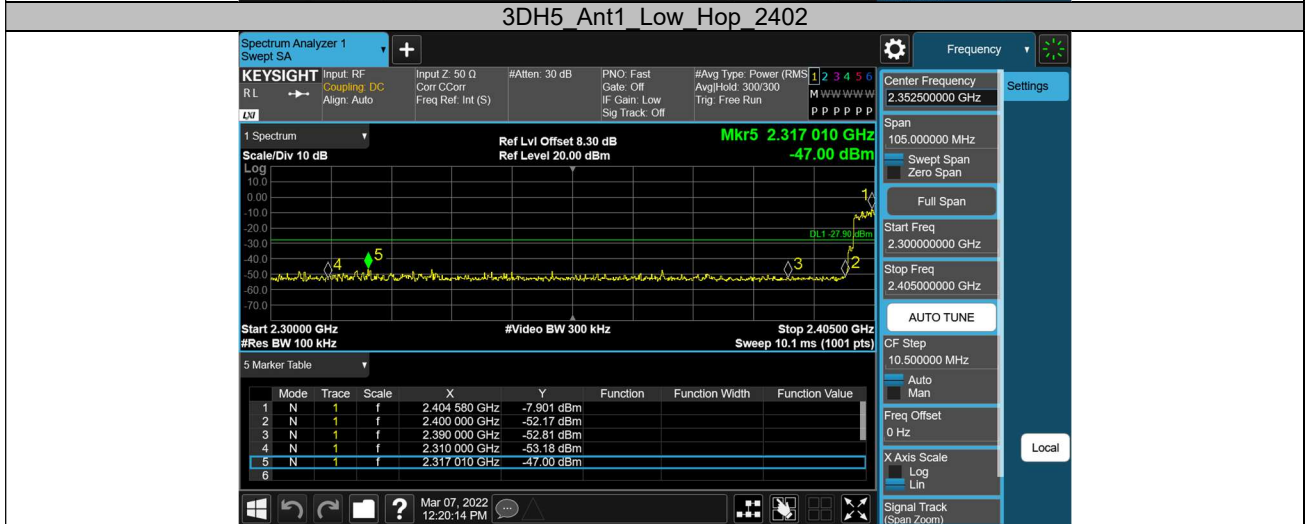 3DH5_Ant1_Low_Hop_2402
Spectrum Analyzer 1
Swept SA
+
Frequency
KEYSIGHT
RL
LXI
Input: RF
Coupling: DC
Align: Auto
Input Z: 50 Ω
Corr CCorr
Freq Ref: Int (S)
#Atten: 30 dB
PNO: Fast
Gate: Off
IF Gain: Low
Sig Track: Off
#Avg Type: Power (RMS
Avg|Hold: 300/300
Trig: Free Run
1 2 3 4 5 6
M W W W W W
P P P P P P
1 Spectrum
Scale/Div 10 dB
Ref Lvl Offset 8.30 dB
Ref Level 20.00 dBm
Mkr5 2.317 010 GHz
-47.00 dBm
Log
10.0
0.00
-10.0
-20.0
-30.0
-40.0
-50.0
-60.0
-70.0
1
DL1 -27.90 dBm
4
5
3
2
Start 2.30000 GHz
#Res BW 100 kHz
#Video BW 300 kHz
Stop 2.40500 GHz
Sweep 10.1 ms (1001 pts)
5 Marker Table
Mode Trace Scale X Y Function Function Width Function Value
1 N 1 f 2.404 580 GHz -7.901 dBm
2 N 1 f 2.400 000 GHz -52.17 dBm
3 N 1 f 2.390 000 GHz -52.81 dBm
4 N 1 f 2.310 000 GHz -53.18 dBm
5 N 1 f 2.317 010 GHz -47.00 dBm
6
?
Mar 07, 2022
12:20:14 PM
Center Frequency
2.352500000 GHz
Settings
Span
105.000000 MHz
Swept Span
Zero Span
Full Span
Start Freq
2.300000000 GHz
Stop Freq
2.405000000 GHz
AUTO TUNE
CF Step
10.500000 MHz
Auto
Man
Freq Offset
0 Hz
Local
X Axis Scale
Log
Lin
Signal Track
(Span Zoom)